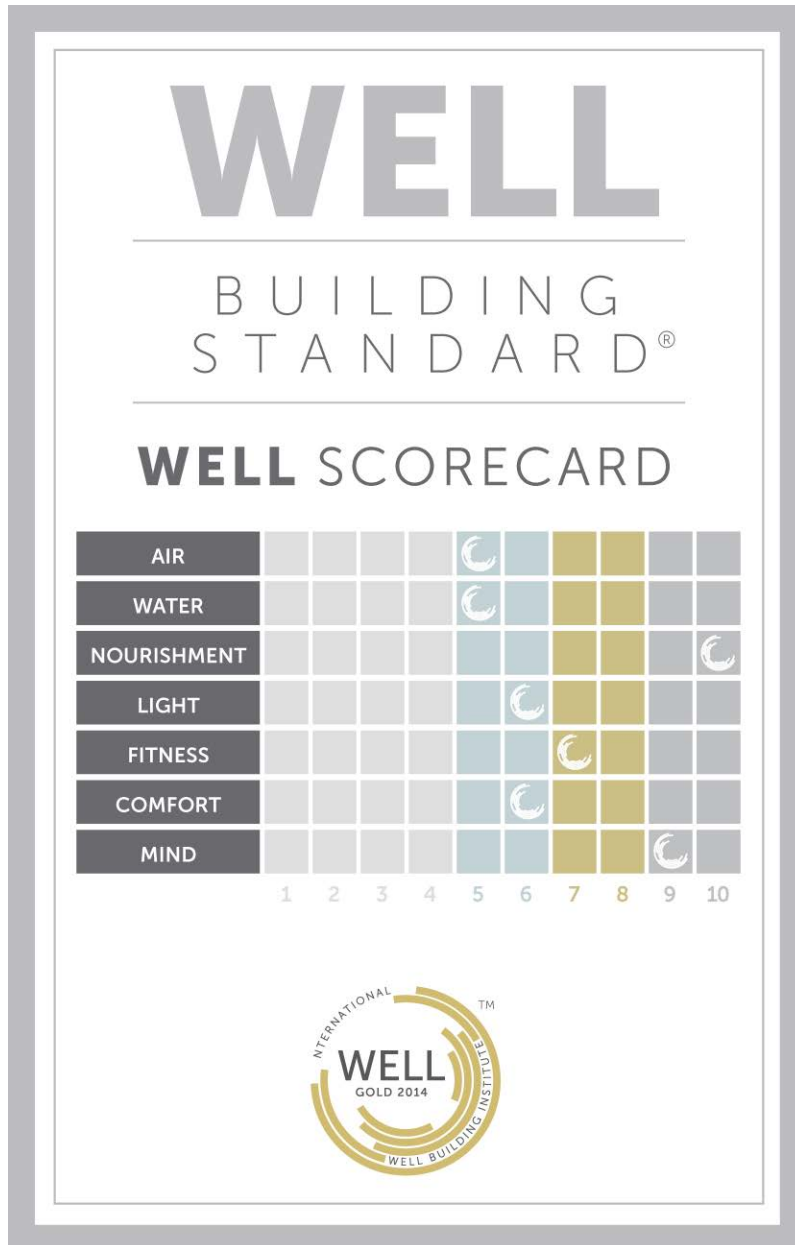 WELL
BUILDING
STANDARD®
WELL SCORECARD
AIR
WATER
NOURISHMENT
LIGHT
FITNESS
COMFORT
MIND
1 2 3 4 5 6 7 8 9 10
NTERNATIONAL
TM
WELL
GOLD 2014
WELL BUILDING INSTITUTE